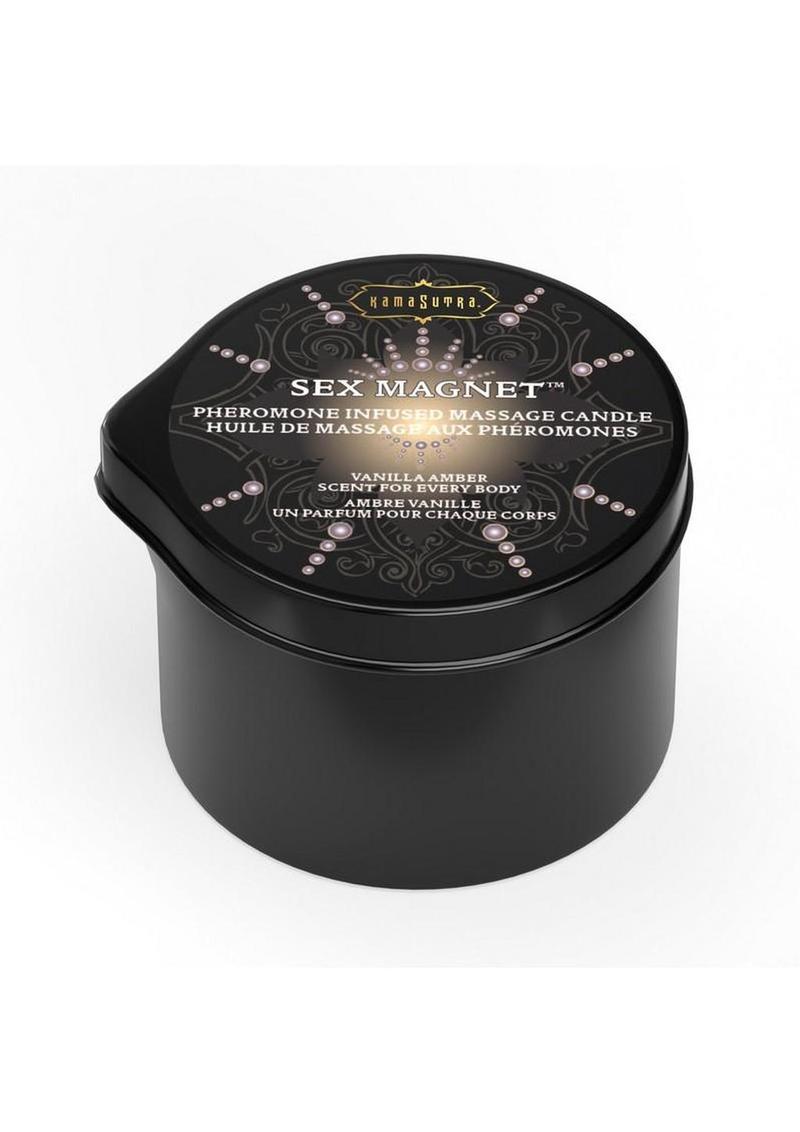 KamaSutra
SEX MAGNET™
PHEROMONE INFUSED MASSAGE CANDLE
HUILE DE MASSAGE AUX PHÉROMONES
VANILLA AMBER
SCENT FOR EVERY BODY
AMBRE VANILLE
UN PARFUM POUR CHAQUE CORPS